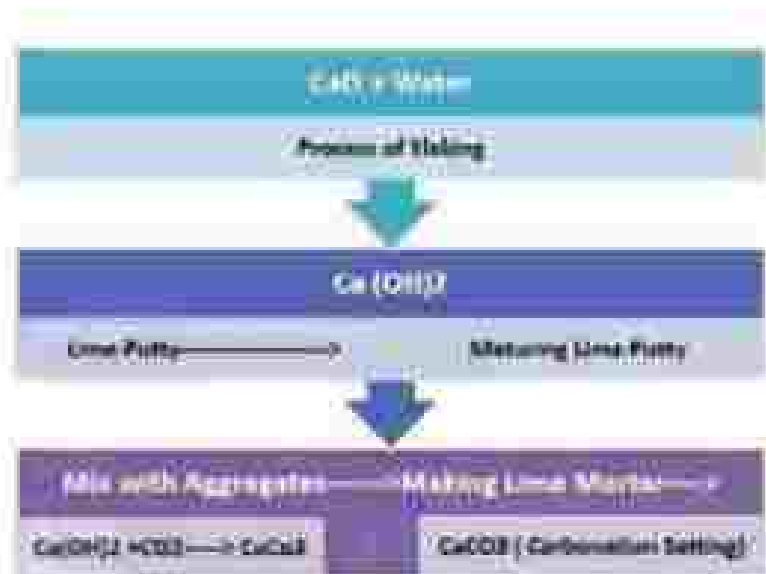 CaO + Water
Process of Slaking
Ca (OH)2
Lime Putty--------------> Maturing Lime Putty
Mix with Aggregates-------->Making Lime Mortar----->
Ca(OH)2 +CO2----> CaCo3
CaCO3 ( Carbonation Setting)